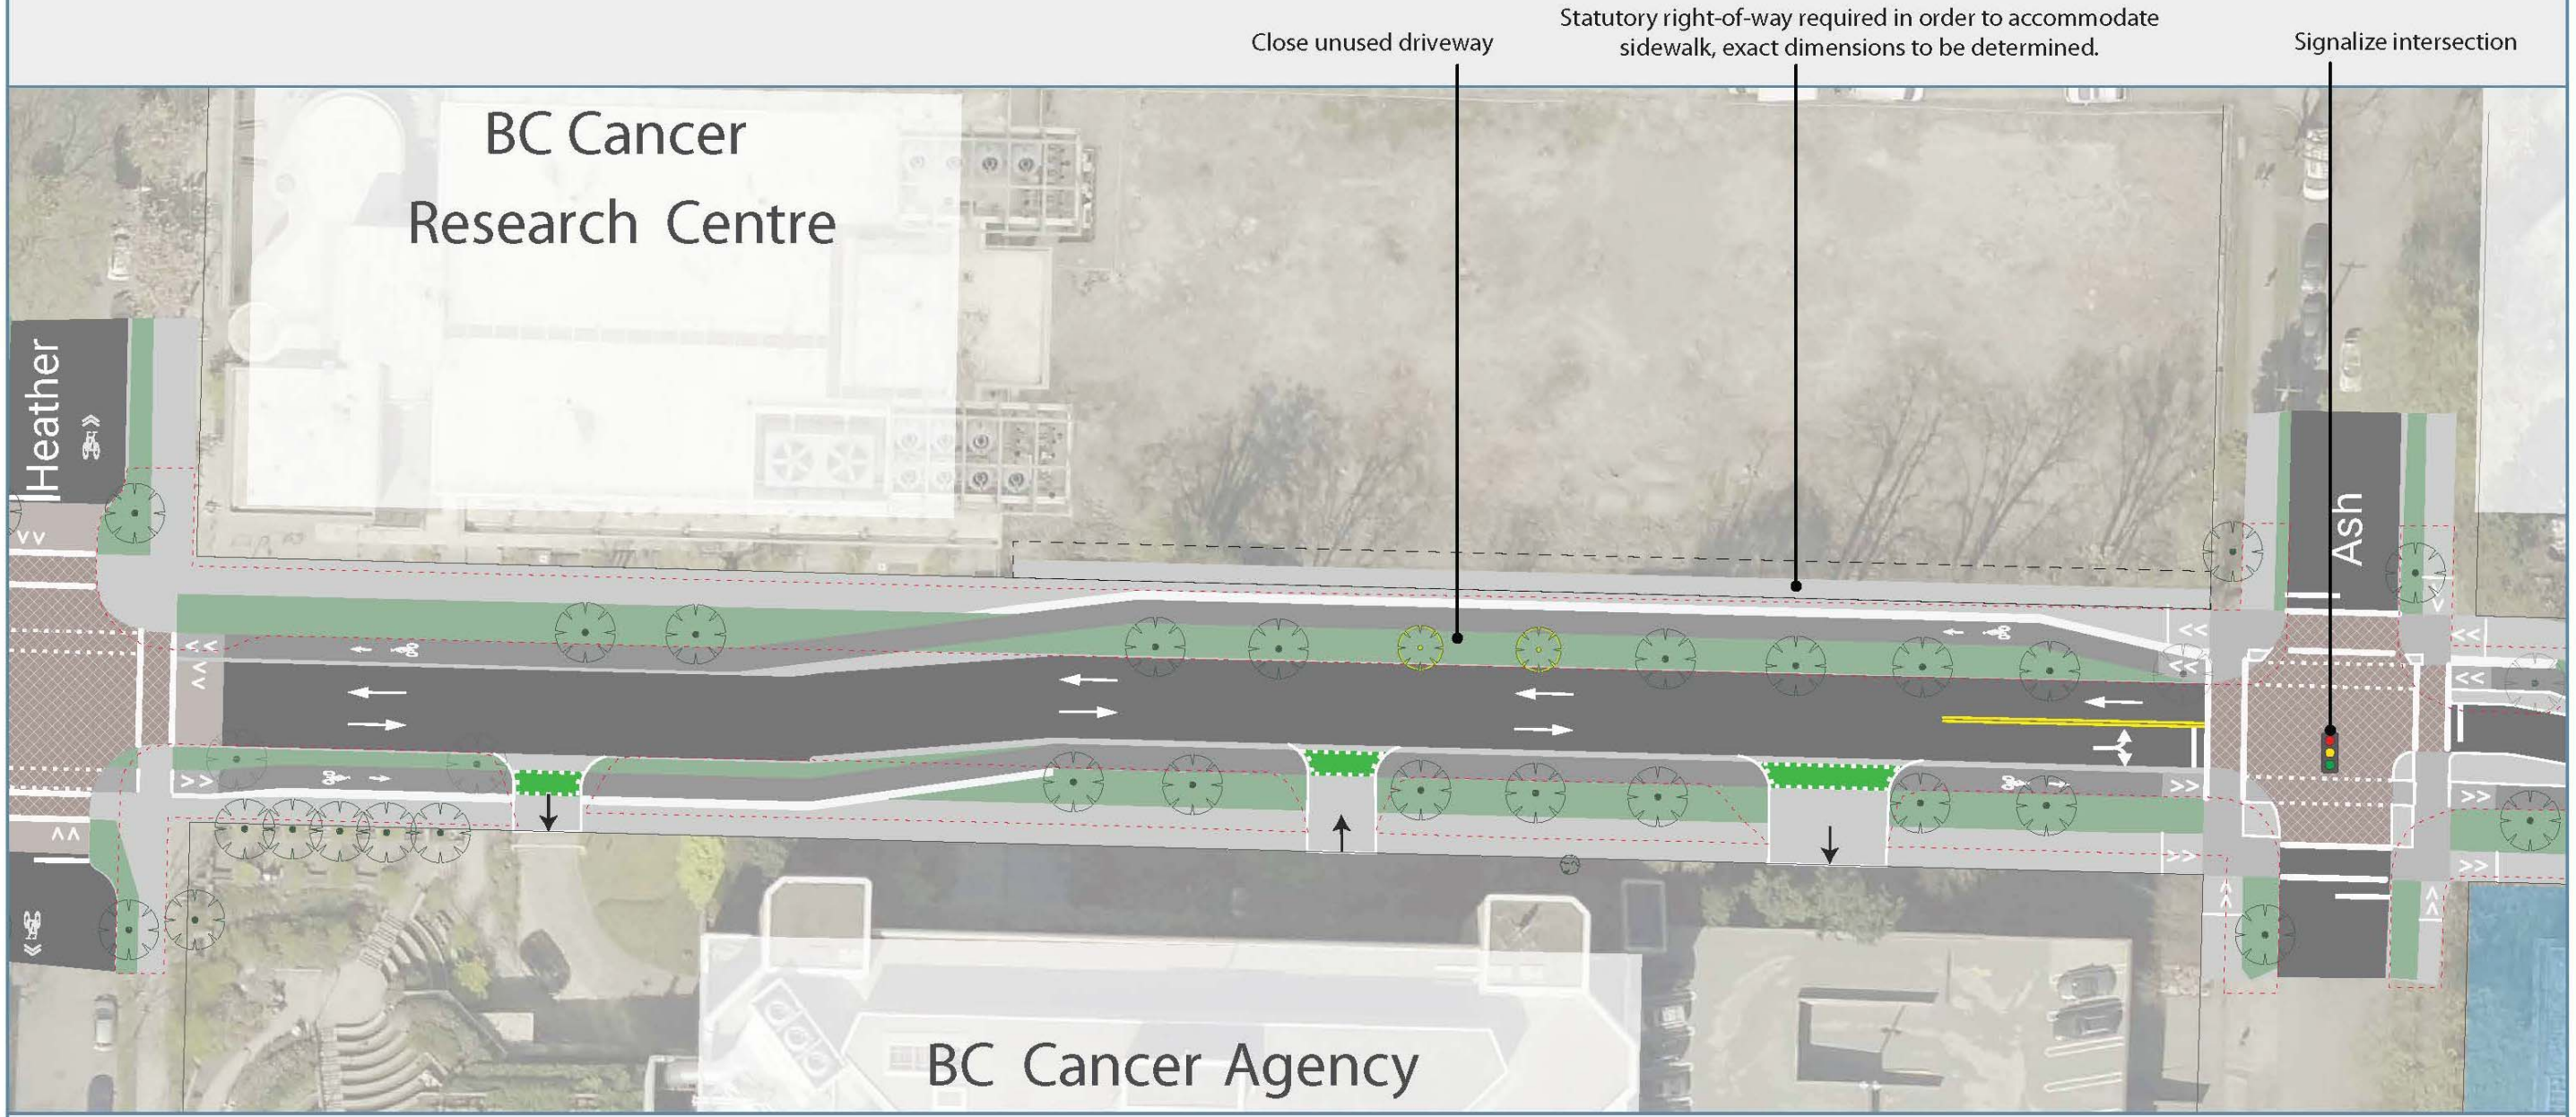 Close unused driveway
Statutory right-of-way required in order to accommodate
sidewalk, exact dimensions to be determined.
Signalize intersection
BC Cancer
Research Centre
Heather
Ash
BC Cancer Agency